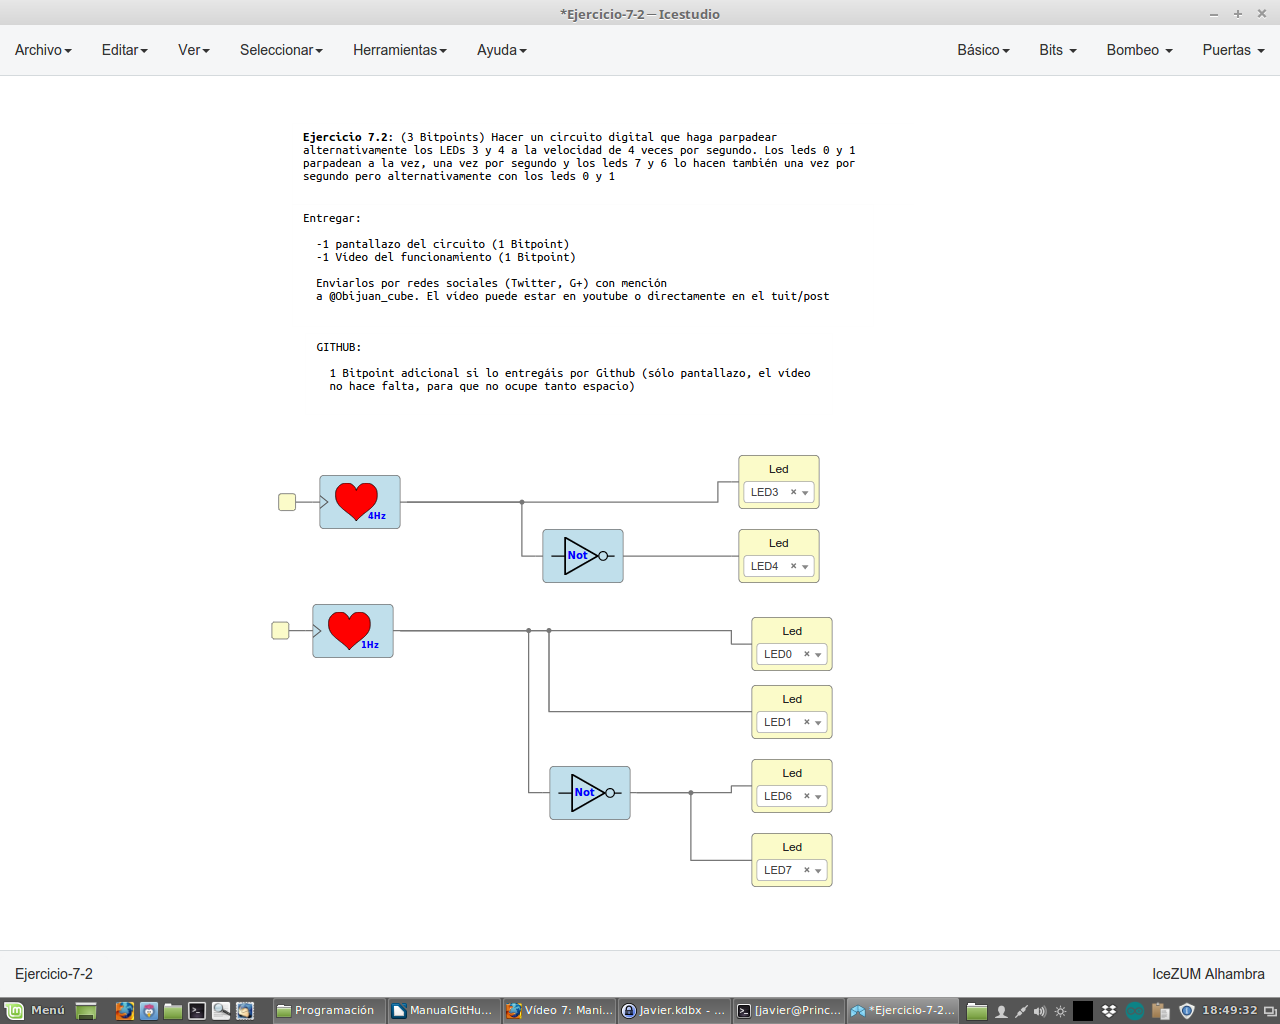 *Ejercicio-7-2 — Icestudio
Archivo Editar Ver Seleccionar Herramientas Ayuda Básico Bits Bombeo Puertas
Ejercicio 7.2: (3 Bitpoints) Hacer un circuito digital que haga parpadear
alternativamente los LEDs 3 y 4 a la velocidad de 4 veces por segundo. Los leds 0 y 1
parpadean a la vez, una vez por segundo y los leds 7 y 6 lo hacen también una vez por
segundo pero alternativamente con los leds 0 y 1
Entregar:
-1 pantallazo del circuito (1 Bitpoint)
-1 Vídeo del funcionamiento (1 Bitpoint)
Enviarlos por redes sociales (Twitter, G+) con mención
a @Obijuan_cube. El vídeo puede estar en youtube o directamente en el tuit/post
GITHUB:
1 Bitpoint adicional si lo entregáis por Github (sólo pantallazo, el vídeo
no hace falta, para que no ocupe tanto espacio)
4Hz
Led
LED3
Not
Led
LED4
1Hz
Led
LED0
Led
LED1
Not
Led
LED6
Led
LED7
Ejercicio-7-2 IceZUM Alhambra
Menú Programación ManualGitHu... Vídeo 7: Mani... Javier.kdbx - ... [javier@Princ... *Ejercicio-7-2... 18:49:32